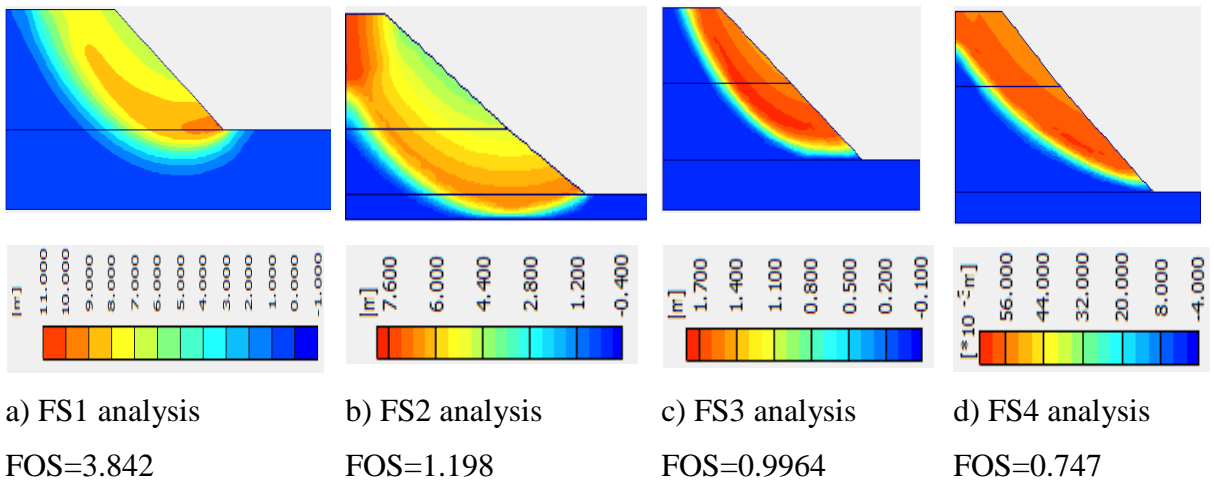 [m]
11.000
10.000
9.000
8.000
7.000
6.000
5.000
4.000
3.000
2.000
1.000
0.000
-1.000
[m]
7.600
6.000
4.400
2.800
1.200
-0.400
[m]
1.700
1.400
1.100
0.800
0.500
0.200
-0.100
[*10 -3m]
56.000
44.000
32.000
20.000
8.000
-4.000
a) FS1 analysis
FOS=3.842
b) FS2 analysis
FOS=1.198
c) FS3 analysis
FOS=0.9964
d) FS4 analysis
FOS=0.747